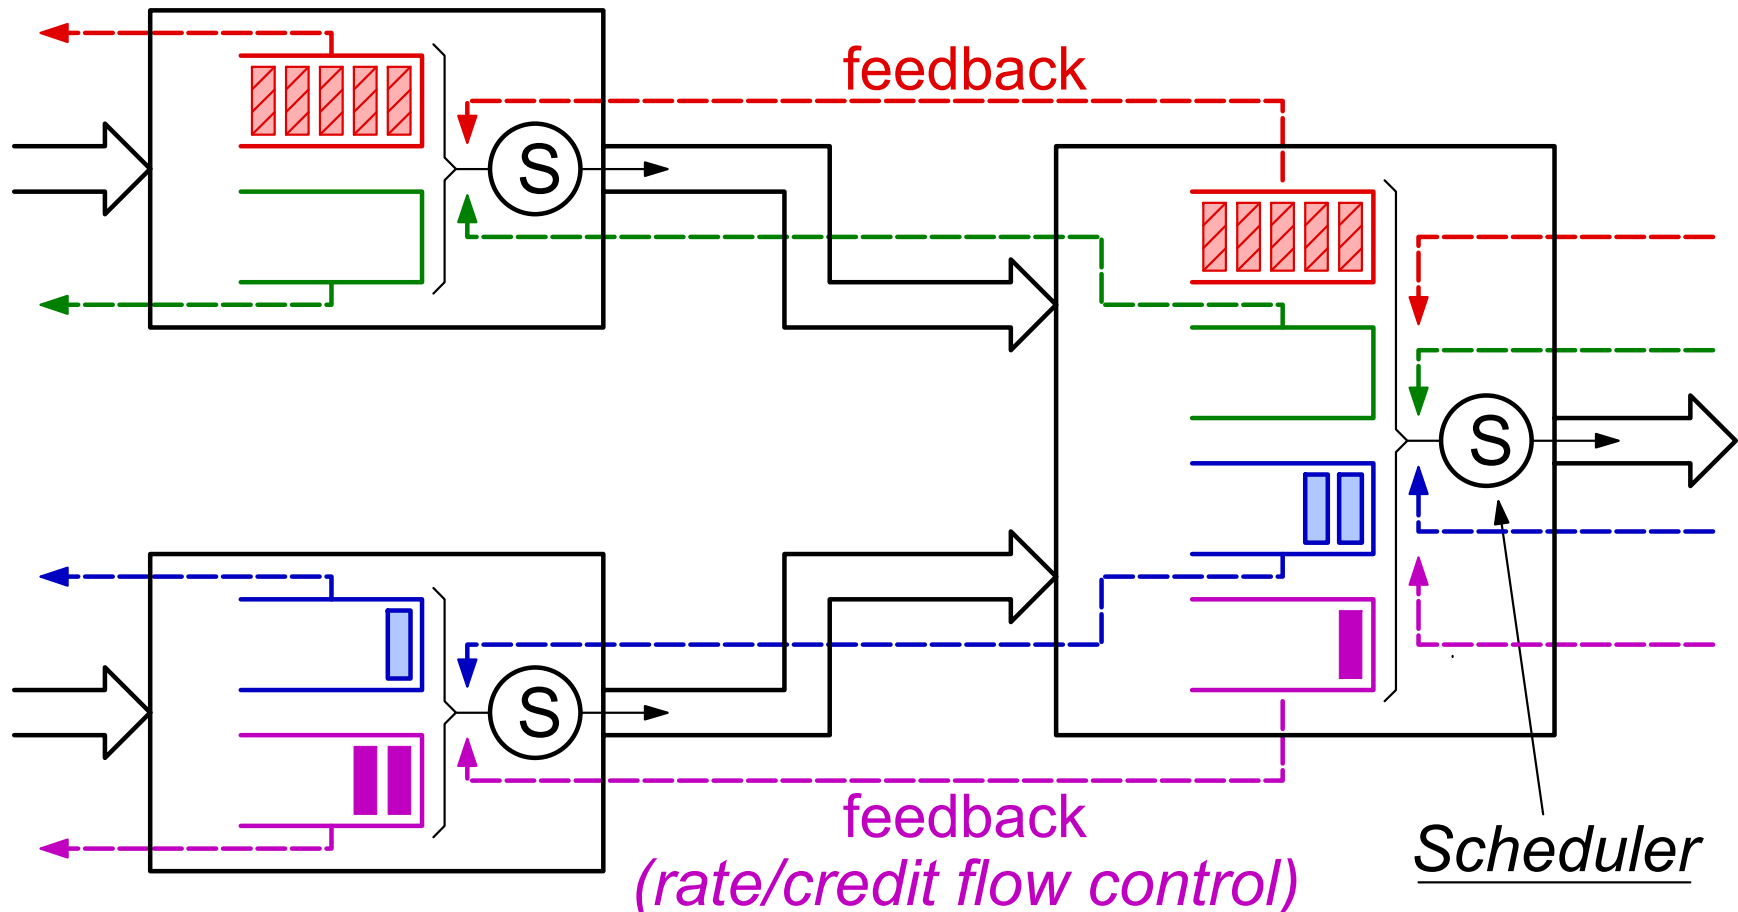 feedback
S
S
S
feedback
(rate/credit flow control)
Scheduler